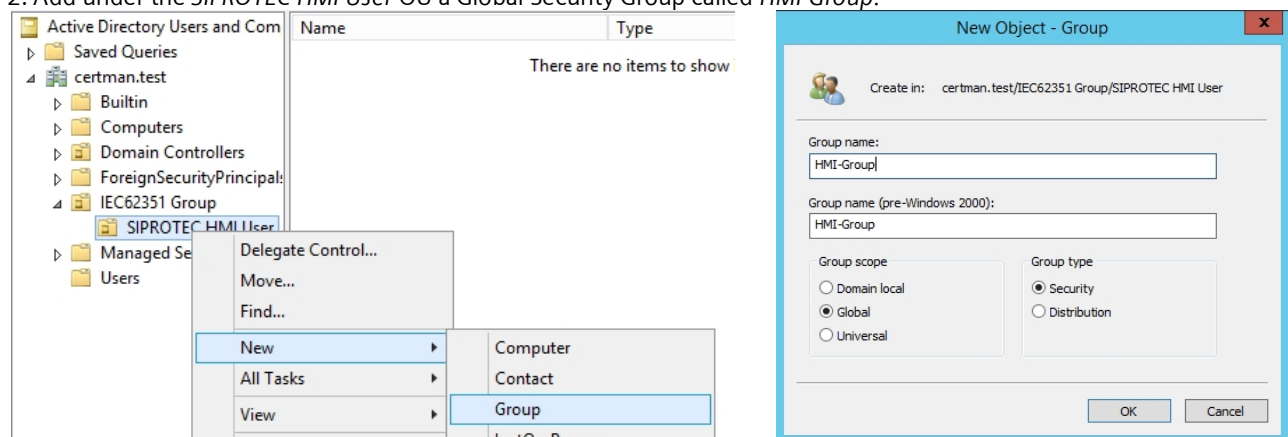 2. Add under the SIPROTEC HMI User OU a Global Security Group called HMI-Group.
Active Directory Users and Com
Saved Queries
certman.test
Builtin
Computers
Domain Controllers
ForeignSecurityPrincipals
IEC62351 Group
SIPROTEC HMI User
Managed Se
Users
Name
Type
There are no items to show
Delegate Control...
Move...
Find...
New
All Tasks
View
Computer
Contact
Group
New Object - Group
x
Create in: certman.test/IEC62351 Group/SIPROTEC HMI User
Group name:
HMI-Group
Group name (pre-Windows 2000):
HMI-Group
Group scope
Domain local
Global
Universal
Group type
Security
Distribution
OK
Cancel